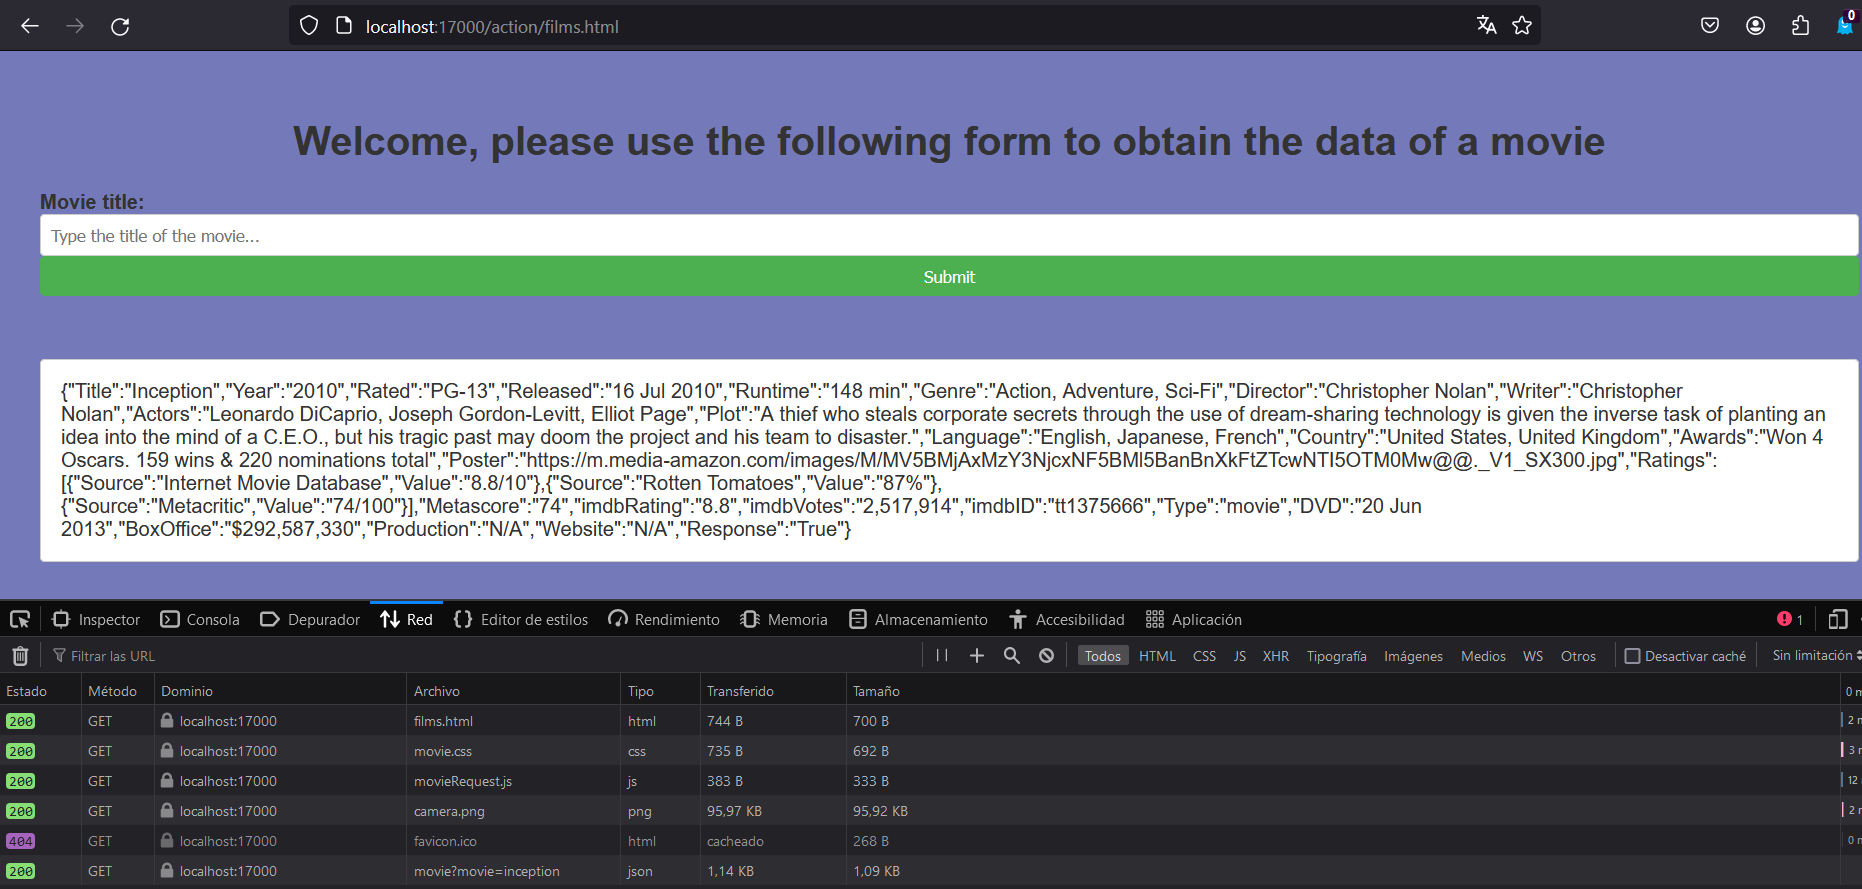 localhost:17000/action/films.html
0
Welcome, please use the following form to obtain the data of a movie
Movie title:
Type the title of the movie...
Submit
{"Title":"Inception","Year":"2010","Rated":"PG-13","Released":"16 Jul 2010","Runtime":"148 min","Genre":"Action, Adventure, Sci-Fi","Director":"Christopher Nolan","Writer":"Christopher
Nolan","Actors":"Leonardo DiCaprio, Joseph Gordon-Levitt, Elliot Page","Plot":"A thief who steals corporate secrets through the use of dream-sharing technology is given the inverse task of planting an
idea into the mind of a C.E.O., but his tragic past may doom the project and his team to disaster.","Language":"English, Japanese, French","Country":"United States, United Kingdom","Awards":"Won 4
Oscars. 159 wins & 220 nominations total","Poster":"https://m.media-amazon.com/images/M/MV5BMjAxMzY3NjcxNF5BMl5BanBnXkFtZTcwNTI5OTM0Mw@@._V1_SX300.jpg","Ratings":
[{"Source":"Internet Movie Database","Value":"8.8/10"},{"Source":"Rotten Tomatoes","Value":"87%"},
{"Source":"Metacritic","Value":"74/100"}],"Metascore":"74","imdbRating":"8.8","imdbVotes":"2,517,914","imdbID":"tt1375666","Type":"movie","DVD":"20 Jun
2013","BoxOffice":"$292,587,330","Production":"N/A","Website":"N/A","Response":"True"}
Inspector Consola Depurador Red Editor de estilos Rendimiento Memoria Almacenamiento Accesibilidad Aplicación 1
Filtrar las URL Todos HTML CSS JS XHR Tipografía Imágenes Medios WS Otros Desactivar caché Sin limitación
Estado Método Dominio Archivo Tipo Transferido Tamaño 0 m
200 GET localhost:17000 films.html html 744 B 700 B 2 m
200 GET localhost:17000 movie.css css 735 B 692 B 3 m
200 GET localhost:17000 movieRequest.js js 383 B 333 B 12
200 GET localhost:17000 camera.png png 95,97 KB 95,92 KB 2 m
404 GET localhost:17000 favicon.ico html cacheado 268 B 0 m
200 GET localhost:17000 movie?movie=inception json 1,14 KB 1,09 KB